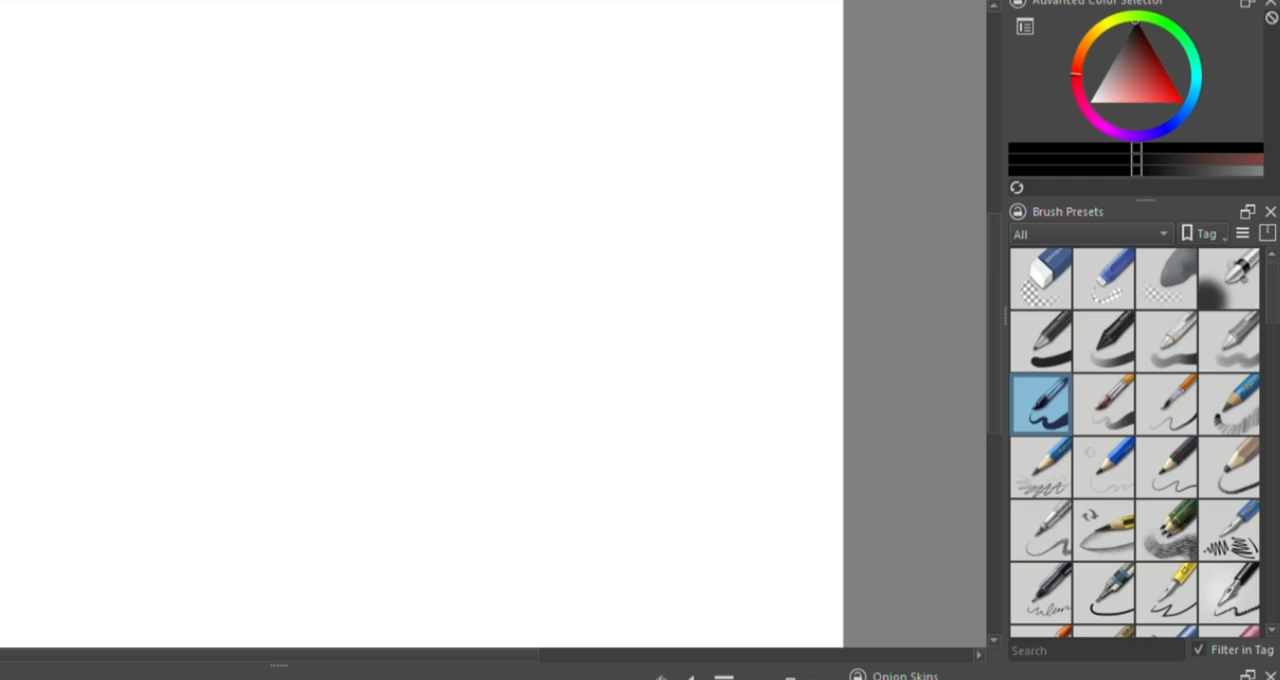 Advanced Color Selector
Brush Presets
All
Tag
Search
Filter in Tag
Onion Skins